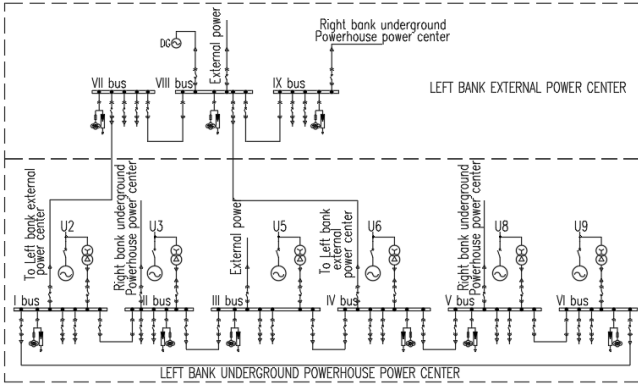 Right bank underground
Powerhouse power center
External power
DG
VII bus
VIII bus
IX bus
LEFT BANK EXTERNAL POWER CENTER
To Left bank external
power center
U2
Right bank underground
Powerhouse power center
U3
External power
U5
To Left bank
external
power center
U6
Right bank underground
Powerhouse power center
U8
U9
I bus
II bus
III bus
IV bus
V bus
VI bus
LEFT BANK UNDERGROUND POWERHOUSE POWER CENTER